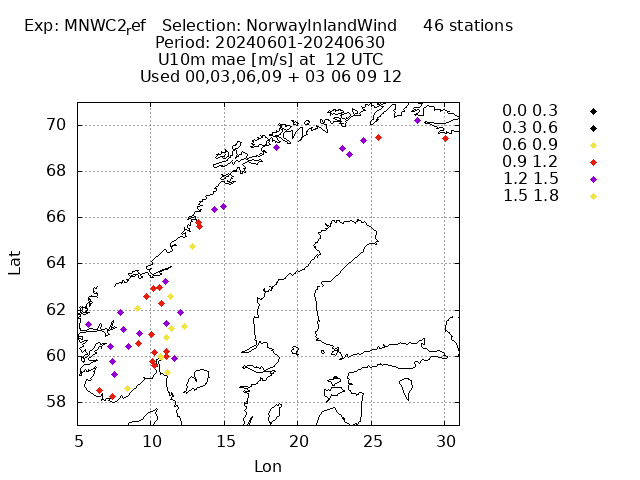 Exp: MNWC2ref   Selection: NorwayInlandWind     46 stations
Period: 20240601-20240630
U10m mae [m/s] at  12 UTC
Used 00,03,06,09 + 03 06 09 12
0.0 0.3
0.3 0.6
0.6 0.9
0.9 1.2
1.2 1.5
1.5 1.8
70
68
66
64
62
60
58
Lat
5 10 15 20 25 30
Lon